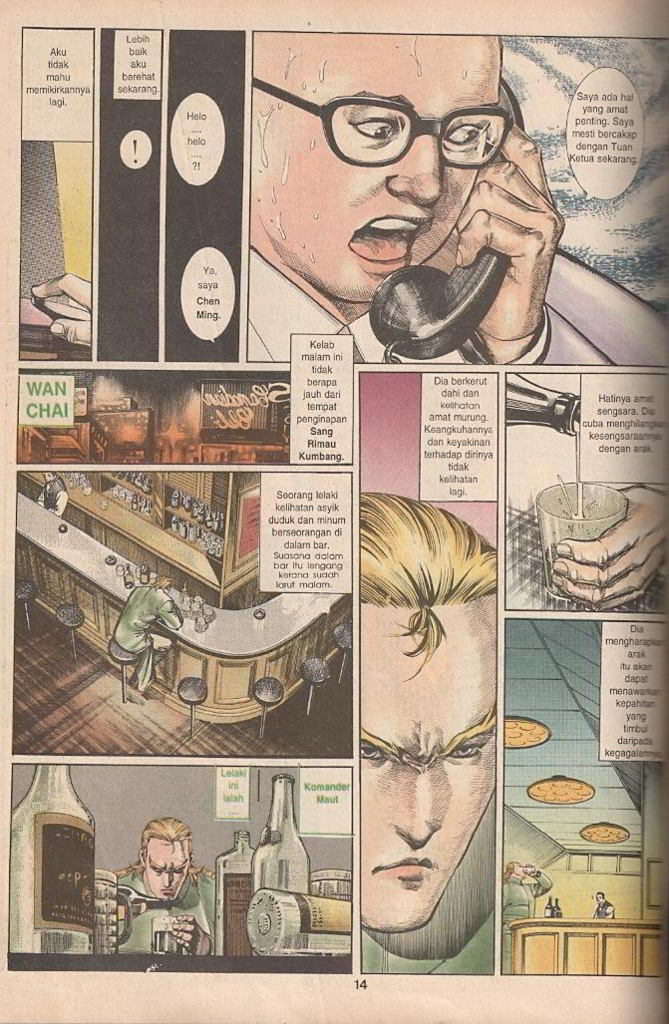 Aku
tidak
mahu
memikirkannya
lagi.
Lebih
baik
aku
berehat
sekarang.
!
Helo
....
helo
....
?!
Ya,
saya
Chen
Ming.
Saya ada hal
yang amat
penting. Saya
mesti bercakap
dengan Tuan
Ketua sekarang.
WAN
CHAI
Kelab
malam ini
tidak
berapa
jauh dari
tempat
penginapan
Sang
Rimau
Kumbang.
Seorang lelaki
kelihatan asyik
duduk dan minum
berseorangan di
dalam bar.
Suasana dalam
bar itu lengang
kerana sudah
larut malam.
Lelaki
ini
ialah
....
Komander
Maut
Dia berkerut
dahi dan
kelihatan
amat murung.
Keangkuhannya
dan keyakinan
terhadap dirinya
tidak
kelihatan
lagi.
Hatinya amat
sengsara. Dia
cuba menghilangkan
kesengsaraannya
dengan arak.
Dia
mengharapkan
arak
itu akan
dapat
menawarkan
kepahitan
yang
timbul
daripada
14